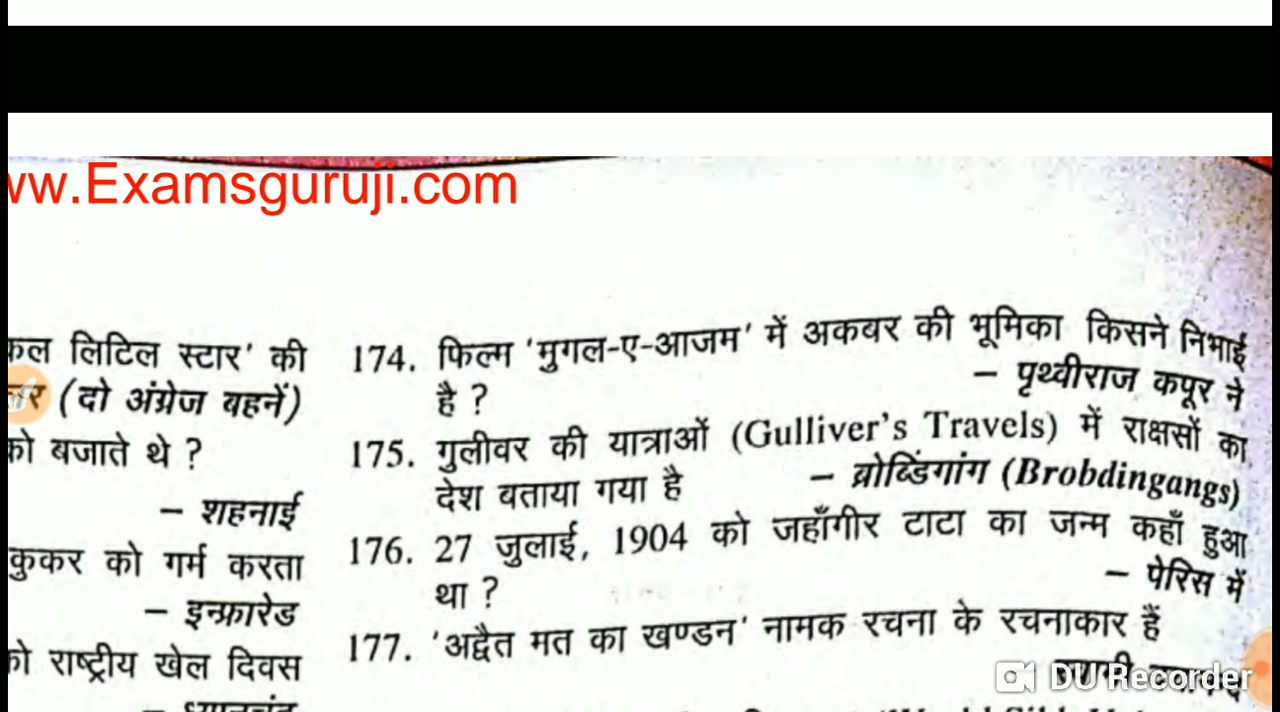 ww.Examsguruji.com
कल लिटिल स्टार' की
(दो अंग्रेज बहनें)
को बजाते थे ?
– शहनाई
कुकर को गर्म करता
– इन्फ्रारेड
को राष्ट्रीय खेल दिवस
– ध्यानचंद
174. फिल्म 'मुगल-ए-आजम' में अकबर की भूमिका किसने निभाई
है ? – पृथ्वीराज कपूर ने
175. गुलीवर की यात्राओं (Gulliver's Travels) में राक्षसों का
देश बताया गया है – ब्रोब्डिंगांग (Brobdingangs)
176. 27 जुलाई, 1904 को जहाँगीर टाटा का जन्म कहाँ हुआ
था ? – पेरिस में
177. 'अद्वैत मत का खण्डन' नामक रचना के रचनाकार हैं
DU Recorder